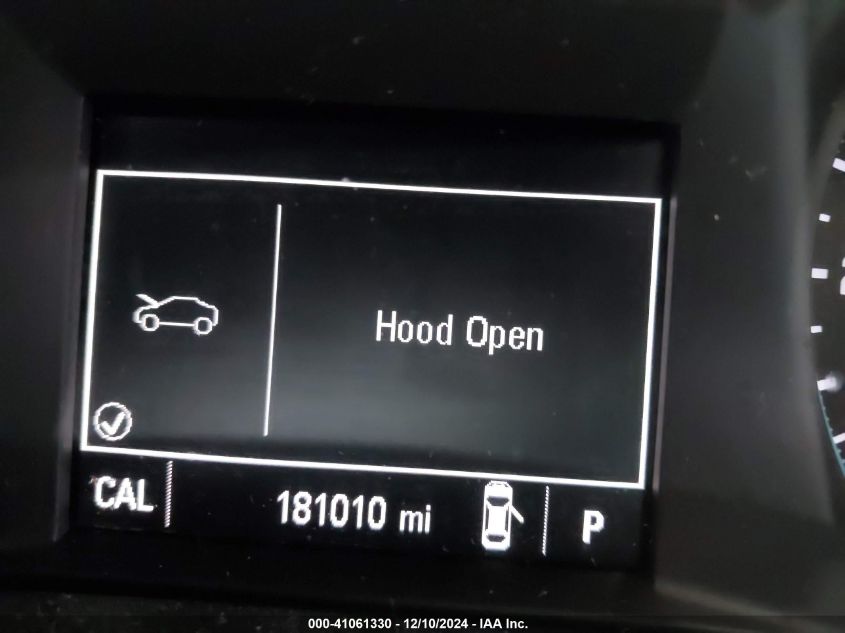 Hood Open
CAL 181010 mi P
000-41061330 - 12/10/2024 - IAA Inc.